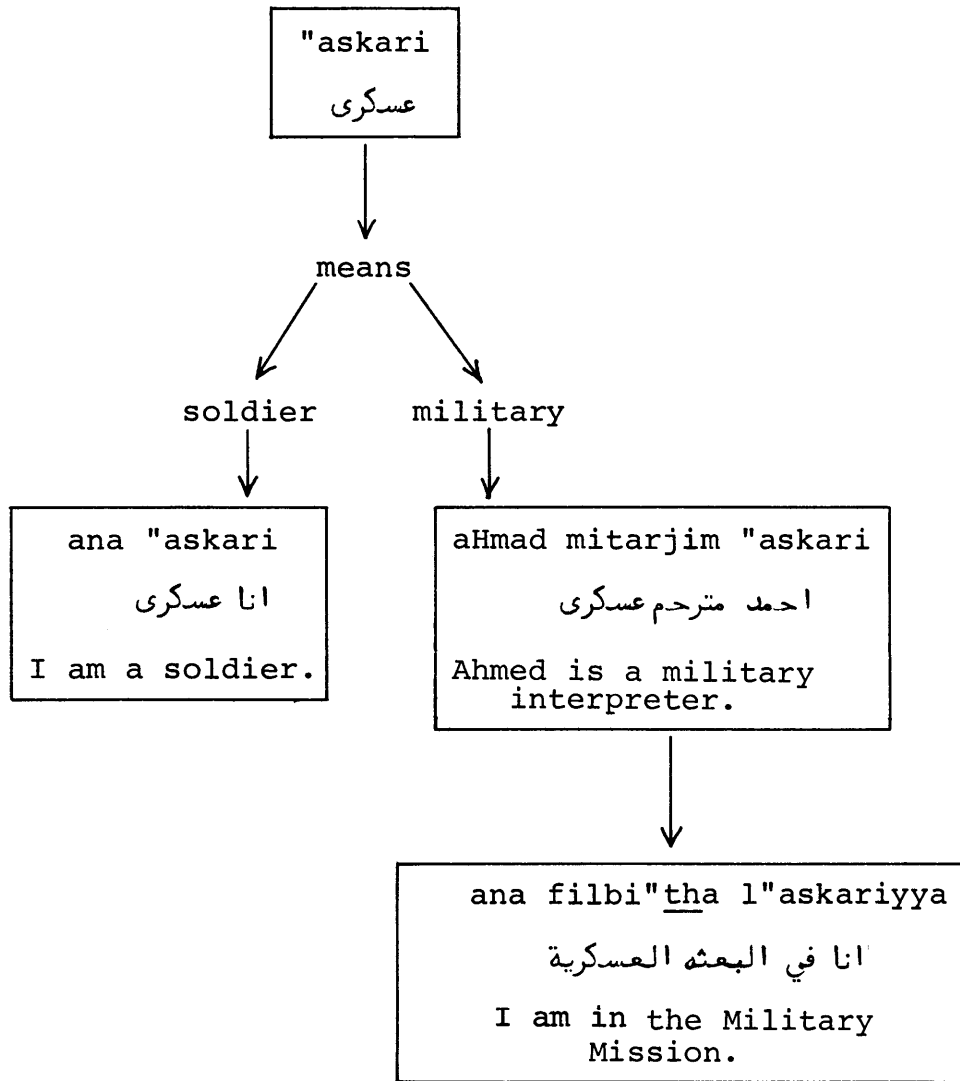 "askari
عسكرى
means
soldier military
ana "askari
انا عسكرى
I am a soldier.
aHmad mitarjim "askari
احمد مترحم عسكرى
Ahmed is a military
interpreter.
ana filbi"tha l"askariyya
انا في البعثه العسكرية
I am in the Military
Mission.